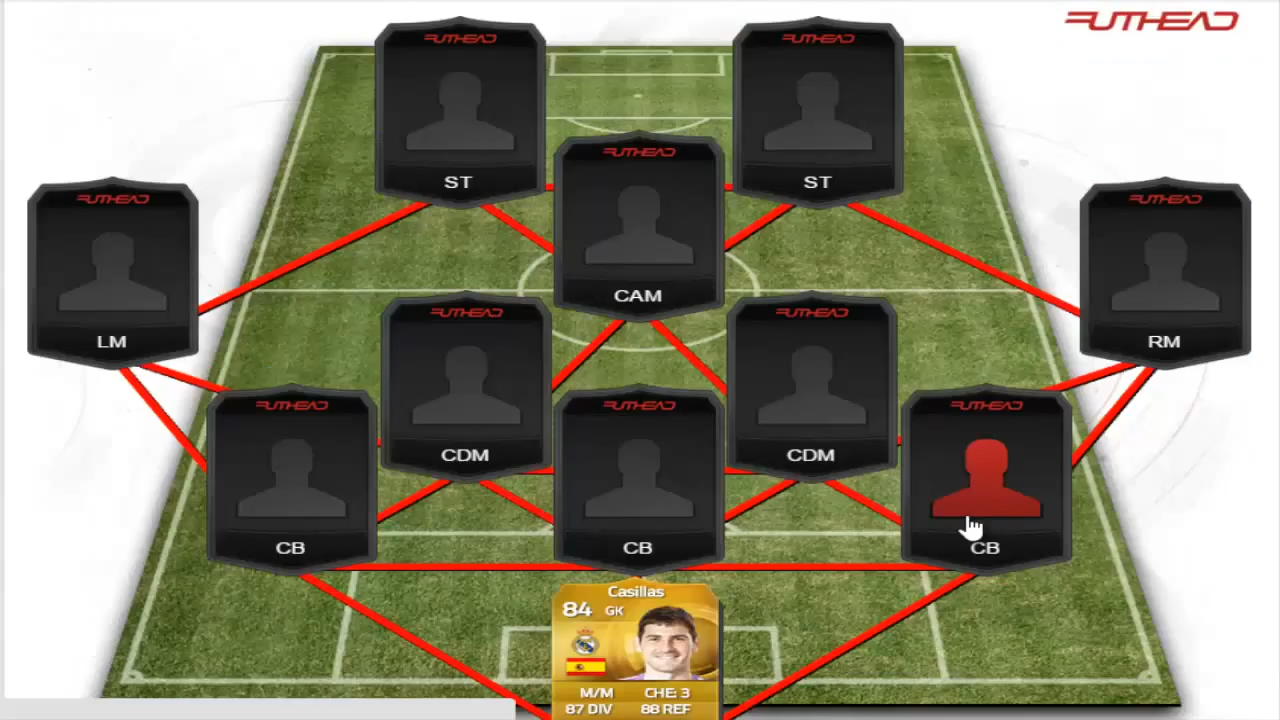 FUTHEAD
FUTHEAD
FUTHEAD
ST
ST
FUTHEAD
CAM
FUTHEAD
FUTHEAD
LM
RM
FUTHEAD
FUTHEAD
CDM
CDM
FUTHEAD
FUTHEAD
FUTHEAD
CB
CB
CB
Casillas
84 GK
M/M CHE: 3
87 DIV 88 REF